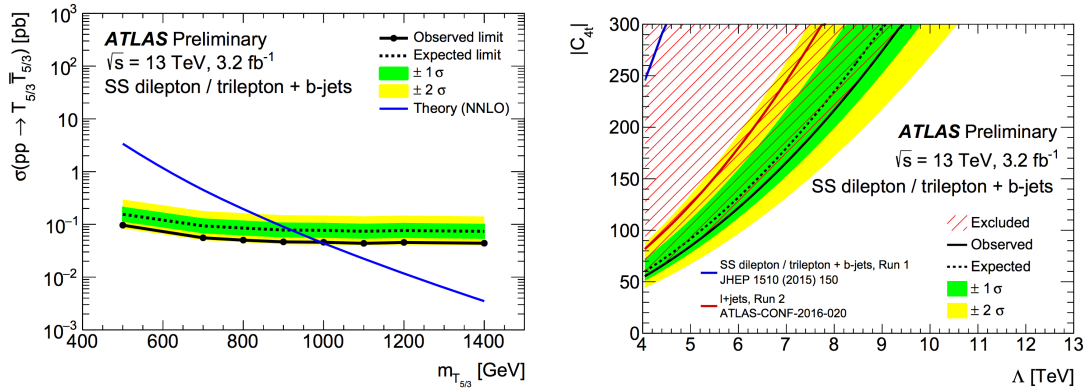 σ(pp → T₅/₃ T̅₅/₃) [pb]
10³
10²
10
1
10⁻¹
10⁻²
10⁻³
ATLAS Preliminary
√s = 13 TeV, 3.2 fb⁻¹
SS dilepton / trilepton + b-jets
Observed limit
Expected limit
± 1 σ
± 2 σ
Theory (NNLO)
400 600 800 1000 1200 1400
m_T₅/₃ [GeV]
|C₄ₜ|
300
250
200
150
100
50
0
ATLAS Preliminary
√s = 13 TeV, 3.2 fb⁻¹
SS dilepton / trilepton + b-jets
Excluded
Observed
Expected
± 1 σ
± 2 σ
SS dilepton / trilepton + b-jets, Run 1
JHEP 1510 (2015) 150
l+jets, Run 2
ATLAS-CONF-2016-020
4 5 6 7 8 9 10 11 12 13
Λ [TeV]